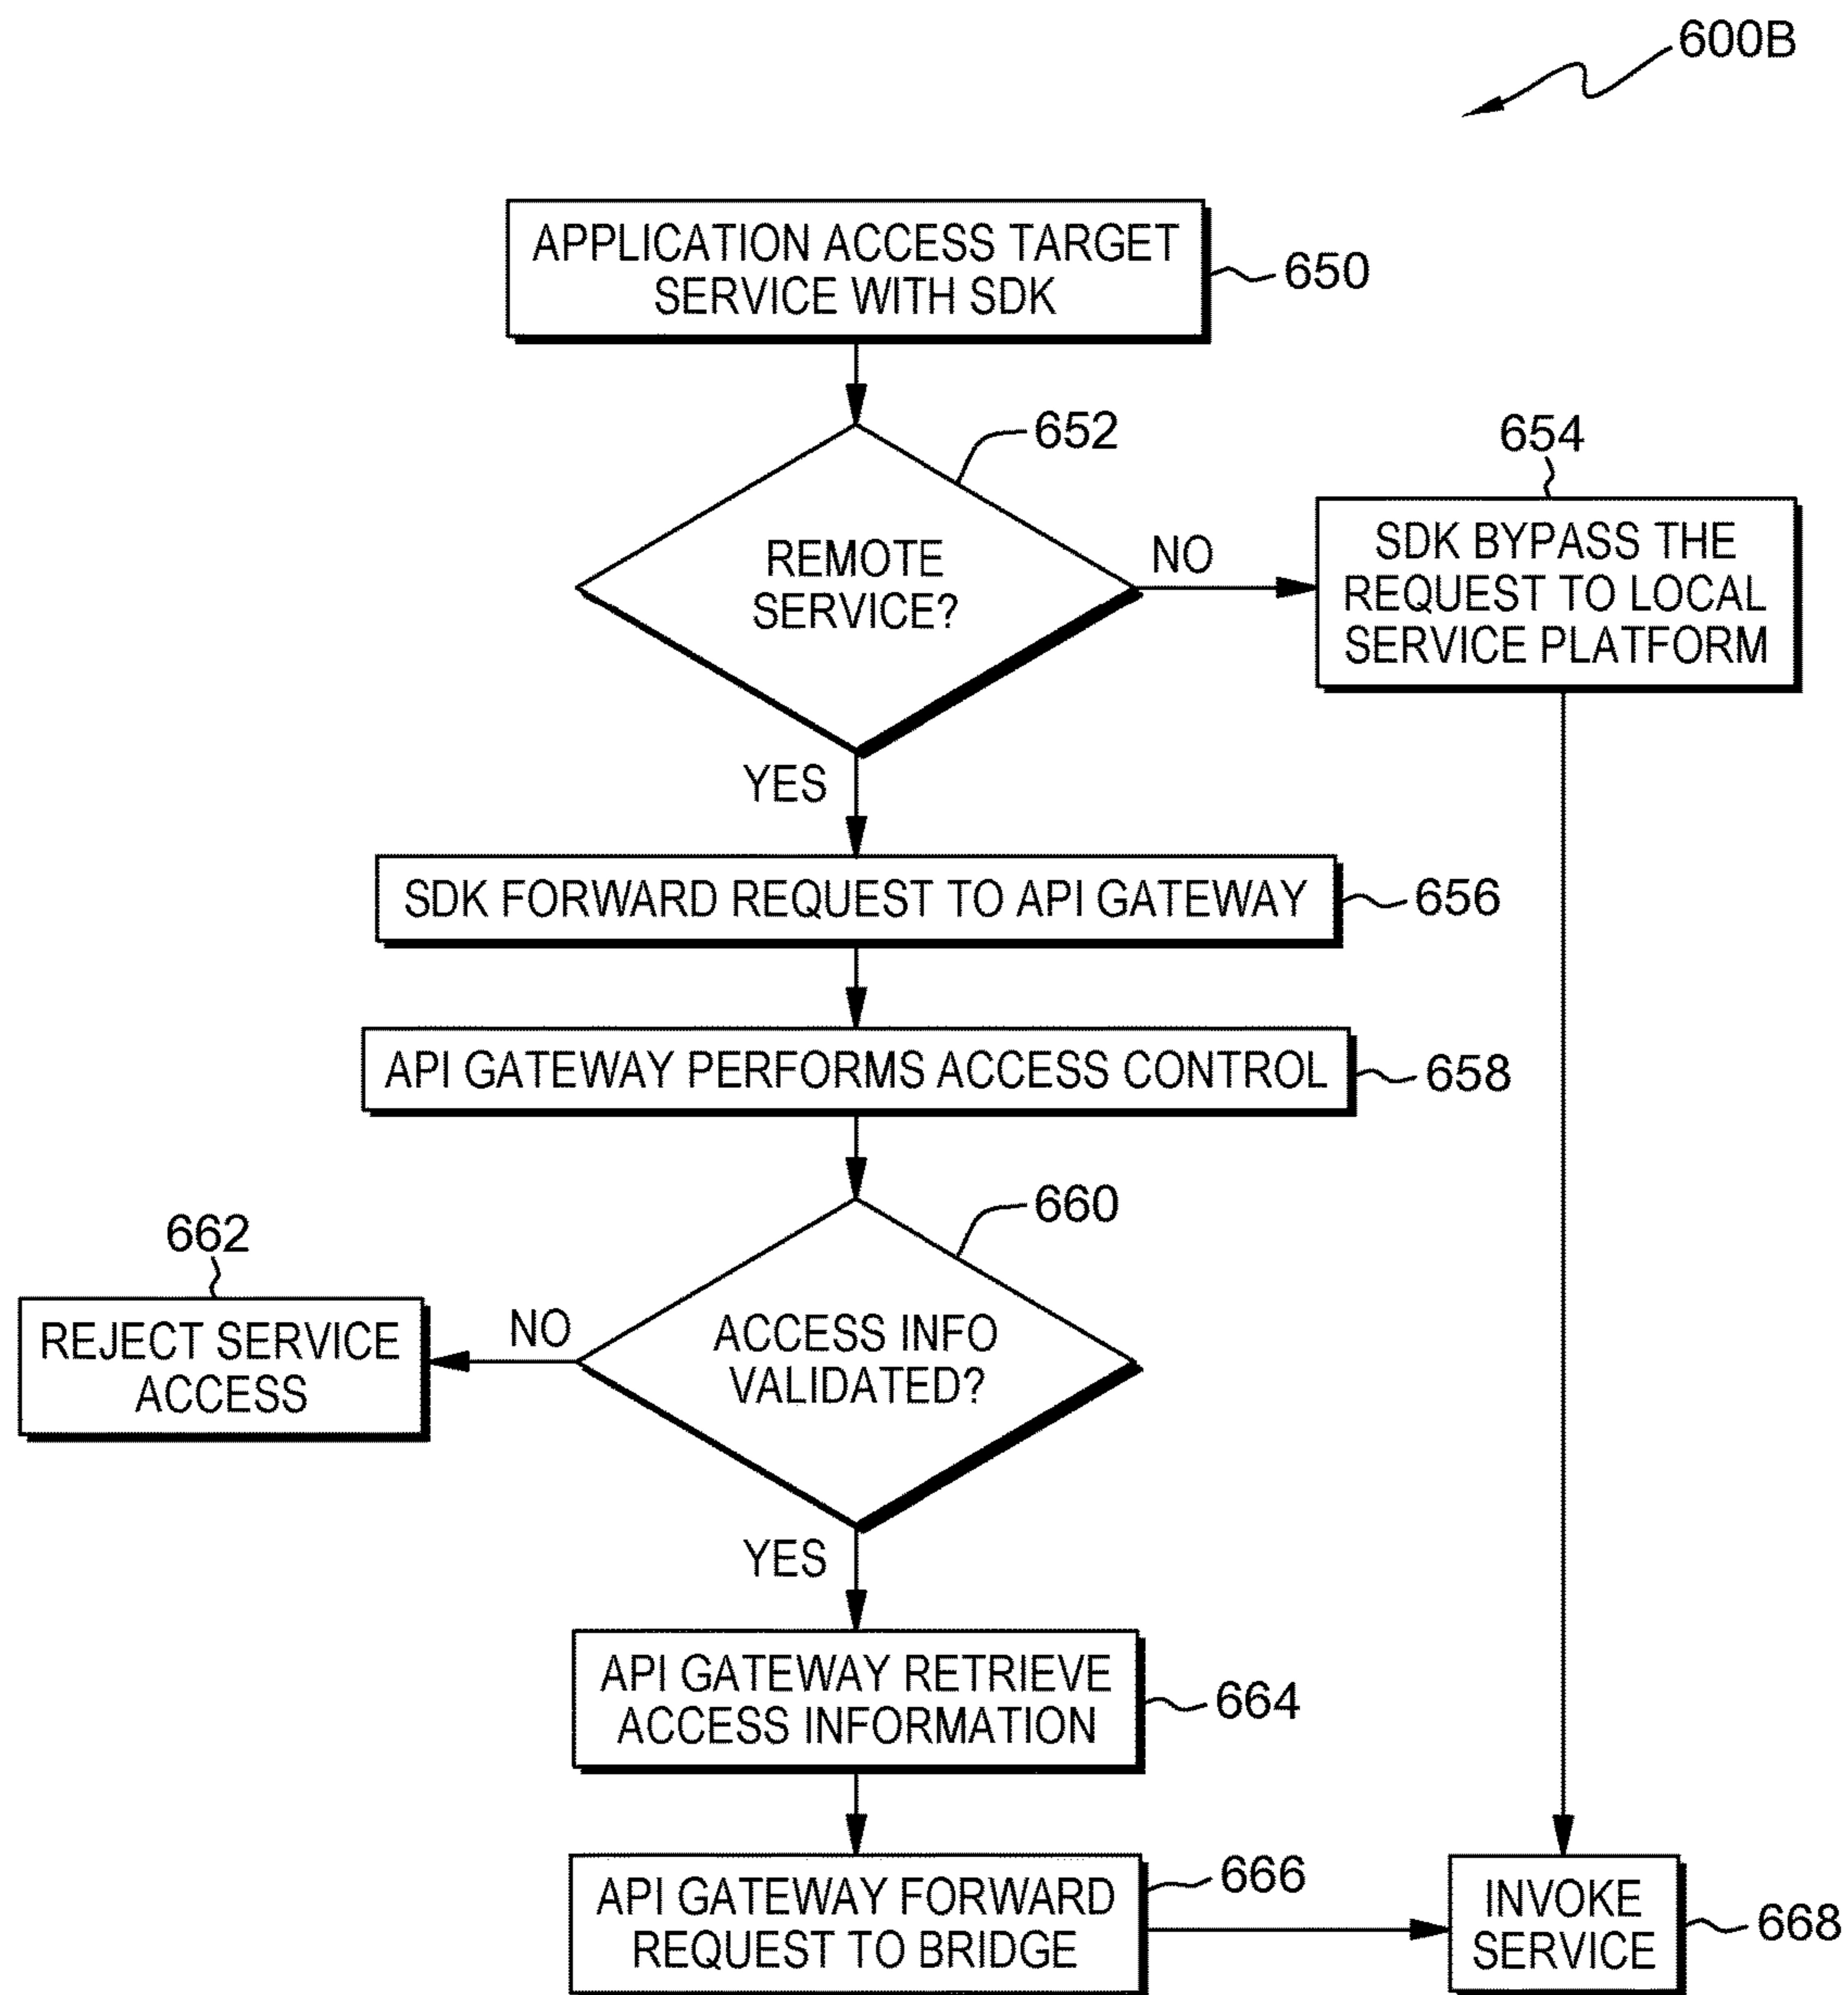 600B
APPLICATION ACCESS TARGET
SERVICE WITH SDK
650
652
REMOTE
SERVICE?
NO
654
SDK BYPASS THE
REQUEST TO LOCAL
SERVICE PLATFORM
YES
SDK FORWARD REQUEST TO API GATEWAY
656
API GATEWAY PERFORMS ACCESS CONTROL
658
660
ACCESS INFO
VALIDATED?
NO
662
REJECT SERVICE
ACCESS
YES
API GATEWAY RETRIEVE
ACCESS INFORMATION
664
API GATEWAY FORWARD
REQUEST TO BRIDGE
666
INVOKE
SERVICE
668